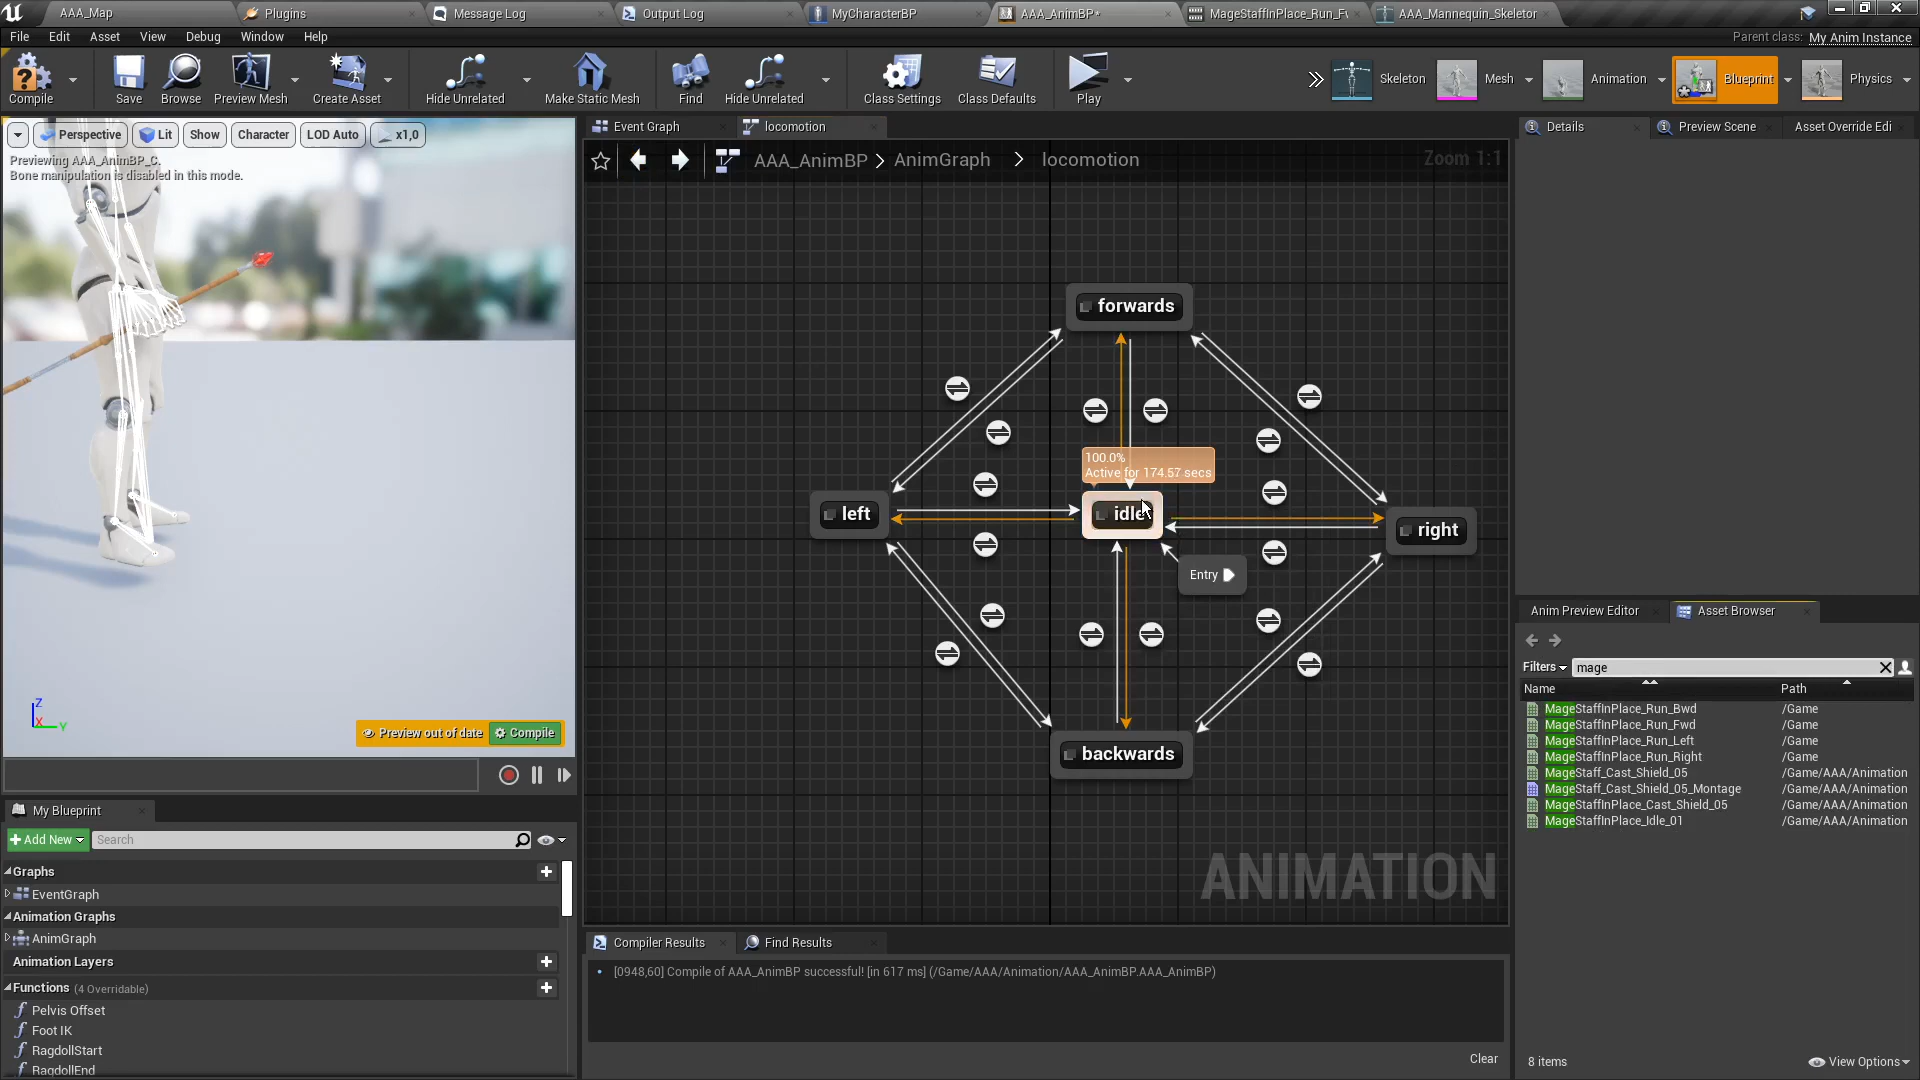 AAA_Map
Plugins
Message Log
Output Log
MyCharacterBP
AAA_AnimBP*
MageStaffInPlace_Run_Fv
AAA_Mannequin_Skeletor
File Edit Asset View Debug Window Help
Parent class: My Anim Instance
Compile
Save
Browse
Preview Mesh
Create Asset
Hide Unrelated
Make Static Mesh
Find
Hide Unrelated
Class Settings
Class Defaults
Play
Skeleton
Mesh
Animation
Blueprint
Physics
Perspective
Lit
Show
Character
LOD Auto
x1,0
Previewing AAA_AnimBP_C.
Bone manipulation is disabled in this mode.
Z
X
Y
Preview out of date
Compile
Event Graph
locomotion
AAA_AnimBP > AnimGraph > locomotion
Zoom 1:1
forwards
100.0%
Active for 174.57 secs
left
idle
right
Entry
backwards
ANIMATION
Details
Preview Scene
Asset Override Edi
Anim Preview Editor
Asset Browser
Filters
mage
Name
Path
MageStaffInPlace_Run_Bwd /Game
MageStaffInPlace_Run_Fwd /Game
MageStaffInPlace_Run_Left /Game
MageStaffInPlace_Run_Right /Game
MageStaff_Cast_Shield_05 /Game/AAA/Animation
MageStaff_Cast_Shield_05_Montage /Game/AAA/Animation
MageStaffInPlace_Cast_Shield_05 /Game/AAA/Animation
MageStaffInPlace_Idle_01 /Game/AAA/Animation
8 items
View Options
My Blueprint
+ Add New
Search
Graphs
EventGraph
Animation Graphs
AnimGraph
Animation Layers
Functions (4 Overridable)
Pelvis Offset
Foot IK
RagdollStart
RagdollEnd
Compiler Results
Find Results
[0948,60] Compile of AAA_AnimBP successful! [in 617 ms] (/Game/AAA/Animation/AAA_AnimBP.AAA_AnimBP)
Clear